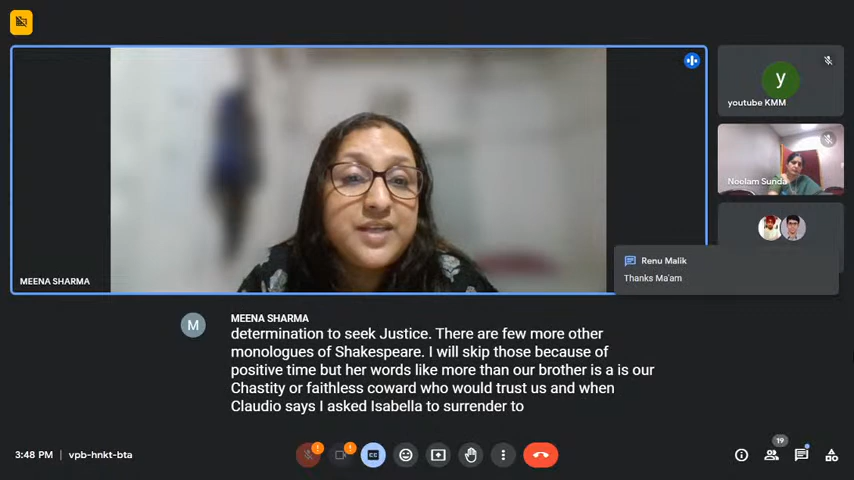 y
youtube KMM
Neelam Sunda
Renu Malik
Thanks Ma'am
MEENA SHARMA
M
MEENA SHARMA
determination to seek Justice. There are few more other
monologues of Shakespeare. I will skip those because of
positive time but her words like more than our brother is a is our
Chastity or faithless coward who would trust us and when
Claudio says I asked Isabella to surrender to
3:48 PM | vpb-hnkt-bta
CC
19